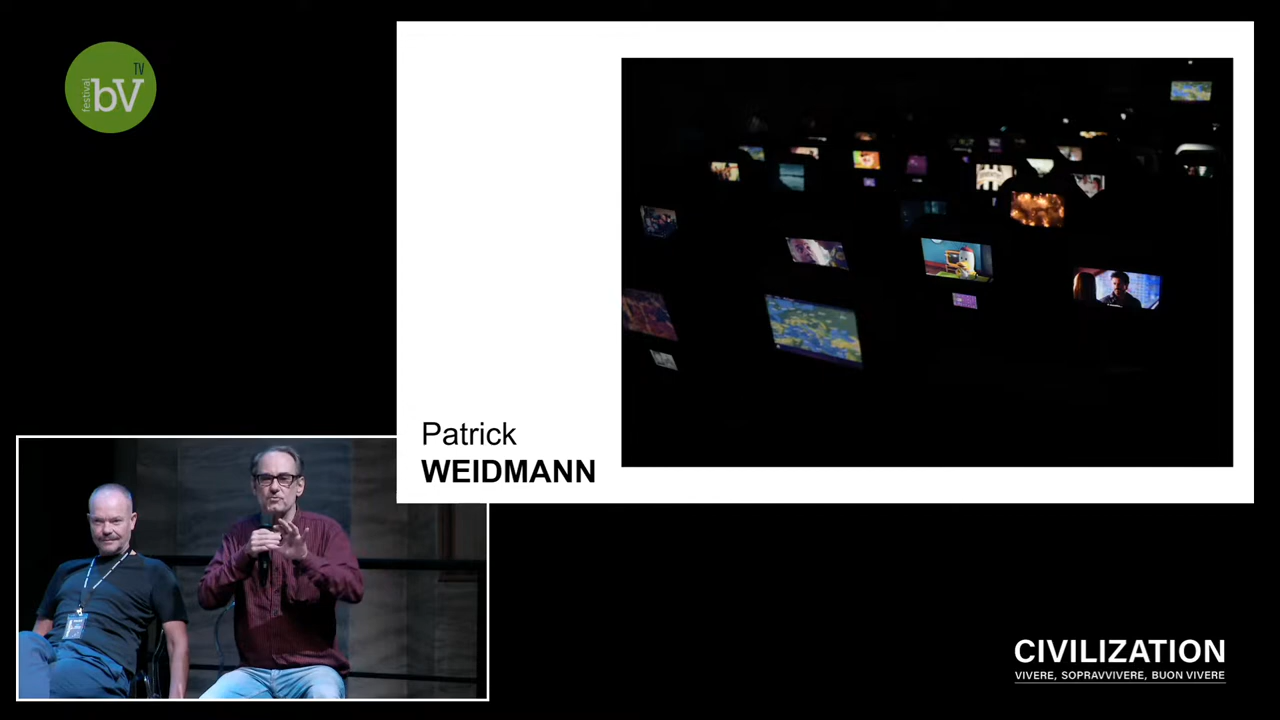 festival
bV
TV
Patrick
WEIDMANN
CIVILIZATION
VIVERE, SOPRAVVIVERE, BUON VIVERE